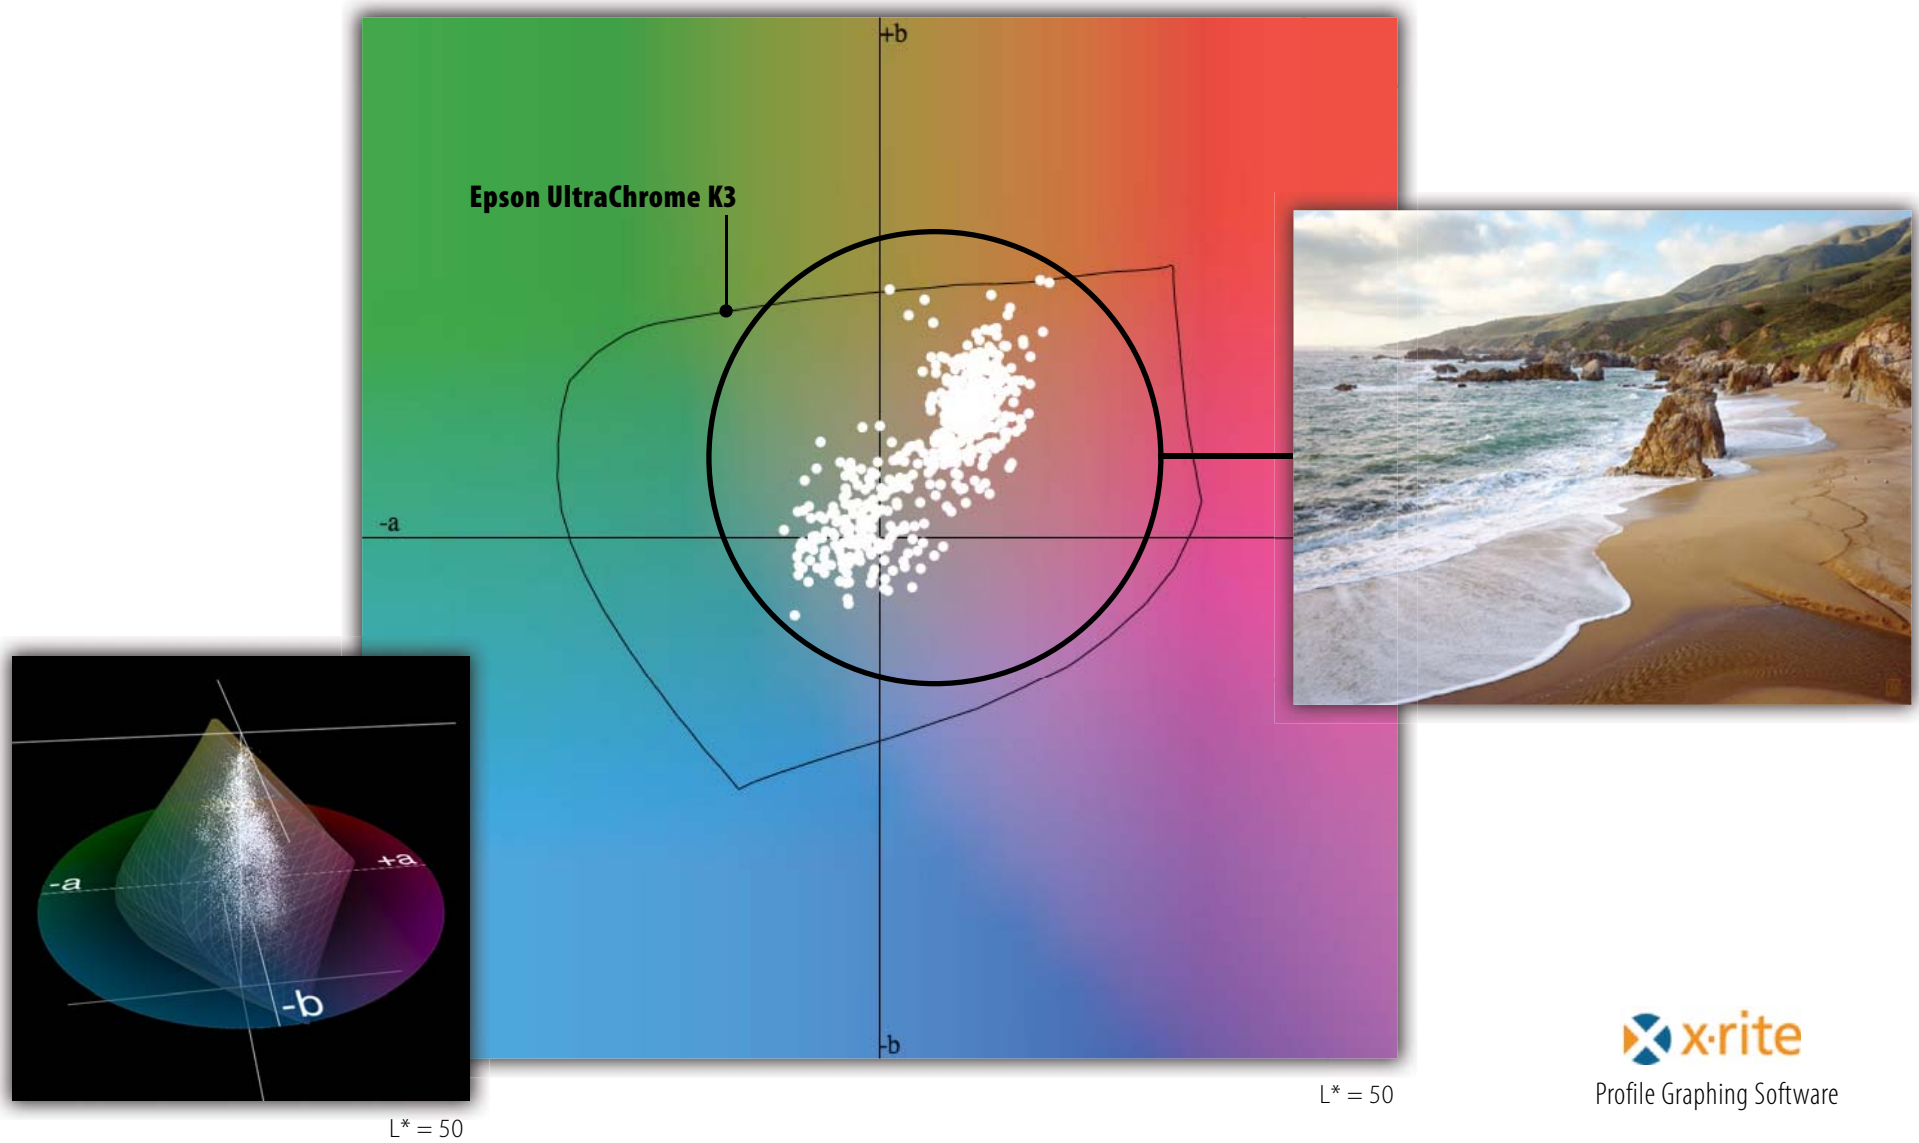 +b
Epson UltraChrome K3
-a
+a
-a
-b
-b
L* = 50
L* = 50
x·rite
Profile Graphing Software